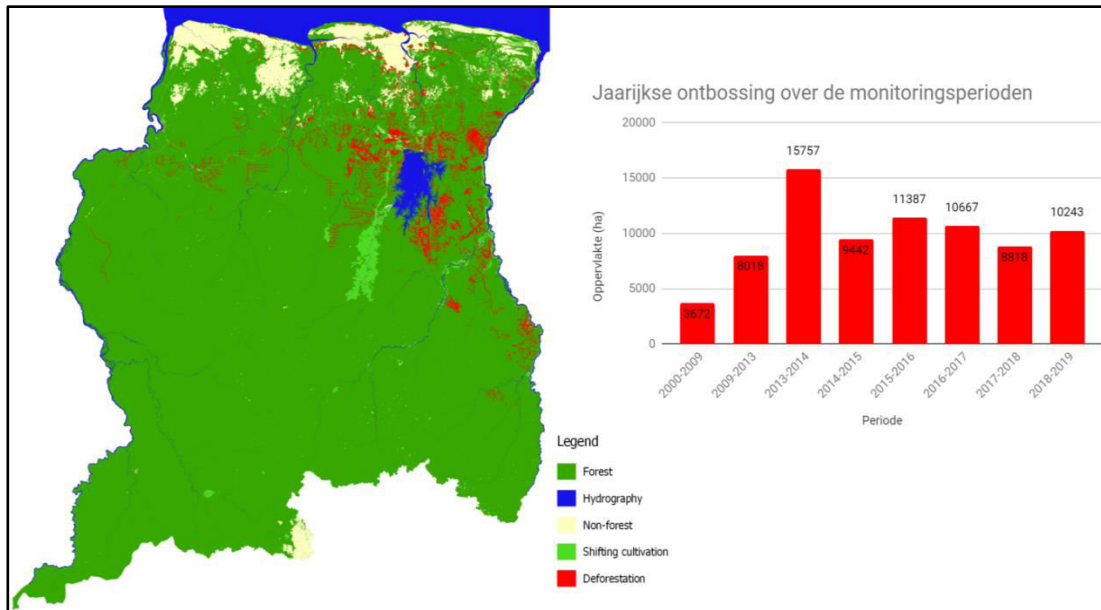 Jaarijkse ontbossing over de monitoringsperioden
20000
15000
10000
5000
0
Oppervlakte (ha)
3672
8018
15757
9442
11387
10667
8818
10243
2000-2009
2009-2013
2013-2014
2014-2015
2015-2016
2016-2017
2017-2018
2018-2019
Periode
Legend
Forest
Hydrography
Non-forest
Shifting cultivation
Deforestation